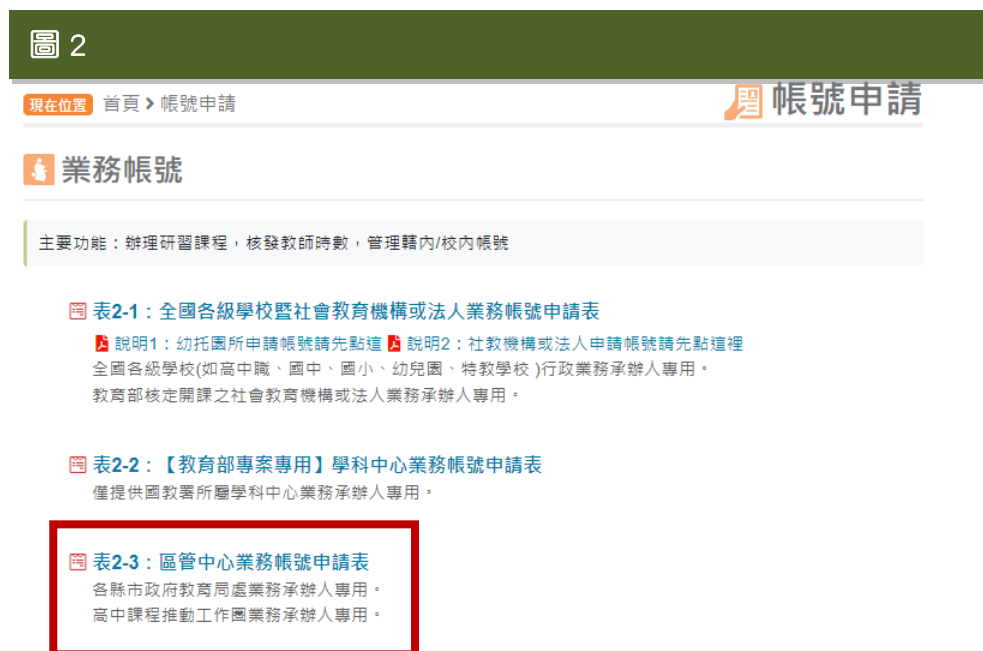 圖 2
現在位置 首頁 > 帳號申請
帳號申請
業務帳號
主要功能：辦理研習課程，核發教師時數，管理轄內/校內帳號
表2-1：全國各級學校暨社會教育機構或法人業務帳號申請表
說明1：幼托園所申請帳號請先點這 說明2：社教機構或法人申請帳號請先點這裡
全國各級學校(如高中職、國中、國小、幼兒園、特教學校 )行政業務承辦人專用。
教育部核定開課之社會教育機構或法人業務承辦人專用。
表2-2：【教育部專案專用】學科中心業務帳號申請表
僅提供國教署所屬學科中心業務承辦人專用。
表2-3：區管中心業務帳號申請表
各縣市政府教育局處業務承辦人專用。
高中課程推動工作圈業務承辦人專用。